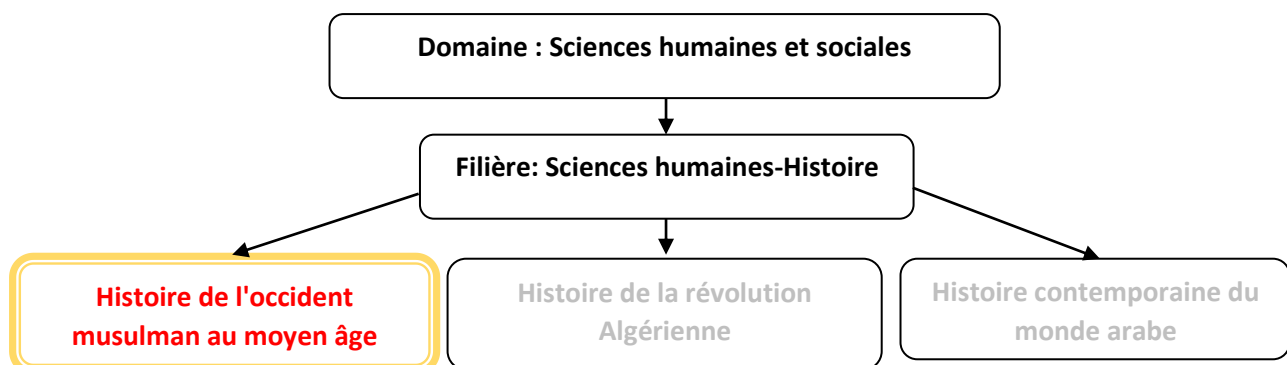 Domaine : Sciences humaines et sociales
Filière: Sciences humaines-Histoire
Histoire de l'occident
musulman au moyen âge
Histoire de la révolution
Algérienne
Histoire contemporaine du
monde arabe